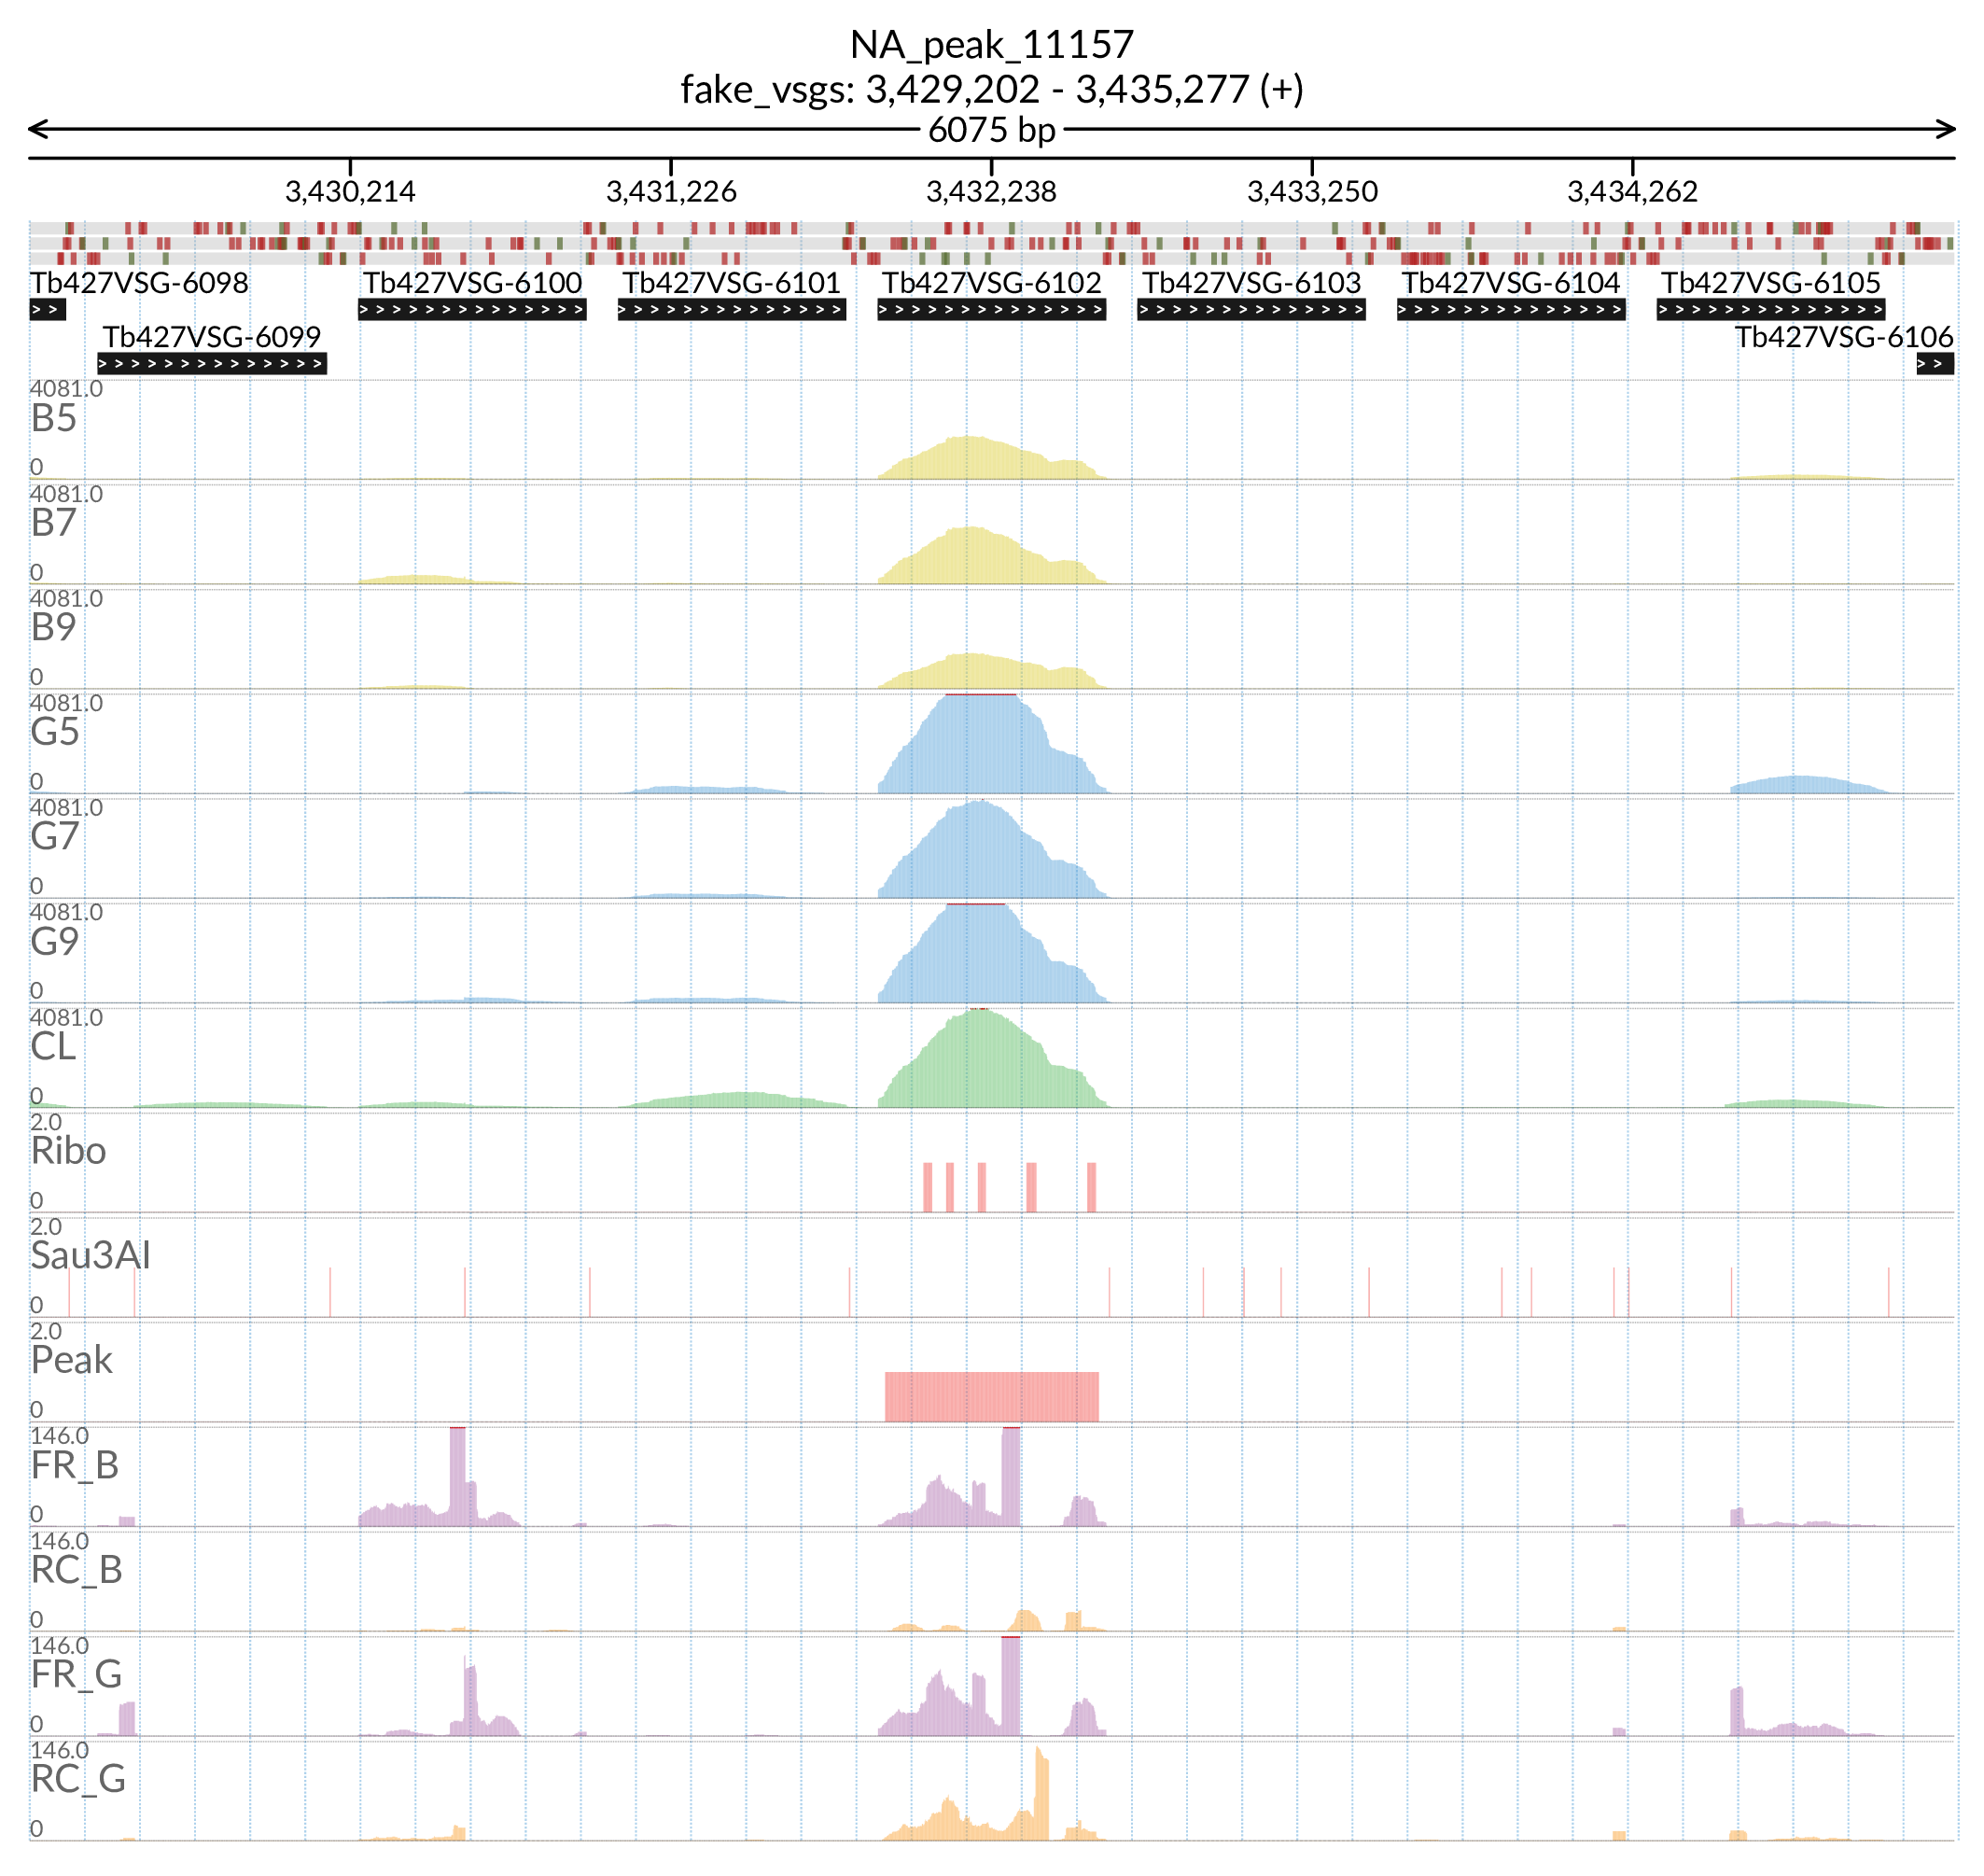 NA_peak_11157
fake_vsgs: 3,429,202 - 3,435,277 (+)
6075 bp
3,430,214 3,431,226 3,432,238 3,433,250 3,434,262
Tb427VSG-6098 Tb427VSG-6100 Tb427VSG-6101 Tb427VSG-6102 Tb427VSG-6103 Tb427VSG-6104 Tb427VSG-6105
Tb427VSG-6099 Tb427VSG-6106
4081.0
B5
0
4081.0
B7
0
4081.0
B9
0
4081.0
G5
0
4081.0
G7
0
4081.0
G9
0
4081.0
CL
0
2.0
Ribo
0
2.0
Sau3AI
0
2.0
Peak
0
146.0
FR_B
0
146.0
RC_B
0
146.0
FR_G
0
146.0
RC_G
0